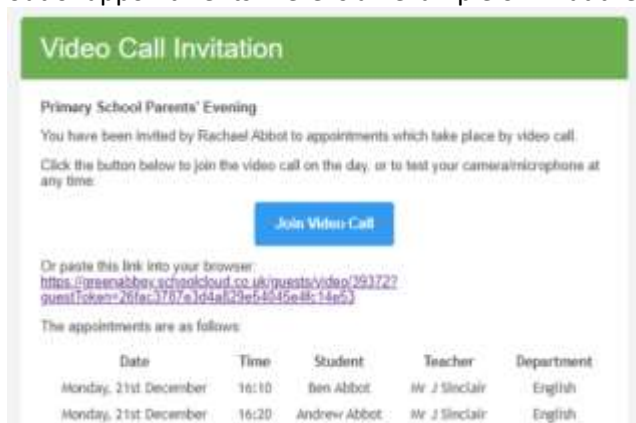 Video Call Invitation
Primary School Parents' Evening
You have been invited by Rachael Abbot to appointments which take place by video call.
Click the button below to join the video call on the day, or to test your camera/microphone at
any time:
Join Video Call
Or paste this link into your browser:
https://greenabbey.schoolcloud.co.uk/guests/video/39372?
The appointments are as follows:
Date Time Student Teacher Department
Monday, 21st December 16:10 Ben Abbot Mr J Sinclair English
Monday, 21st December 16:20 Andrew Abbot Mr J Sinclair English